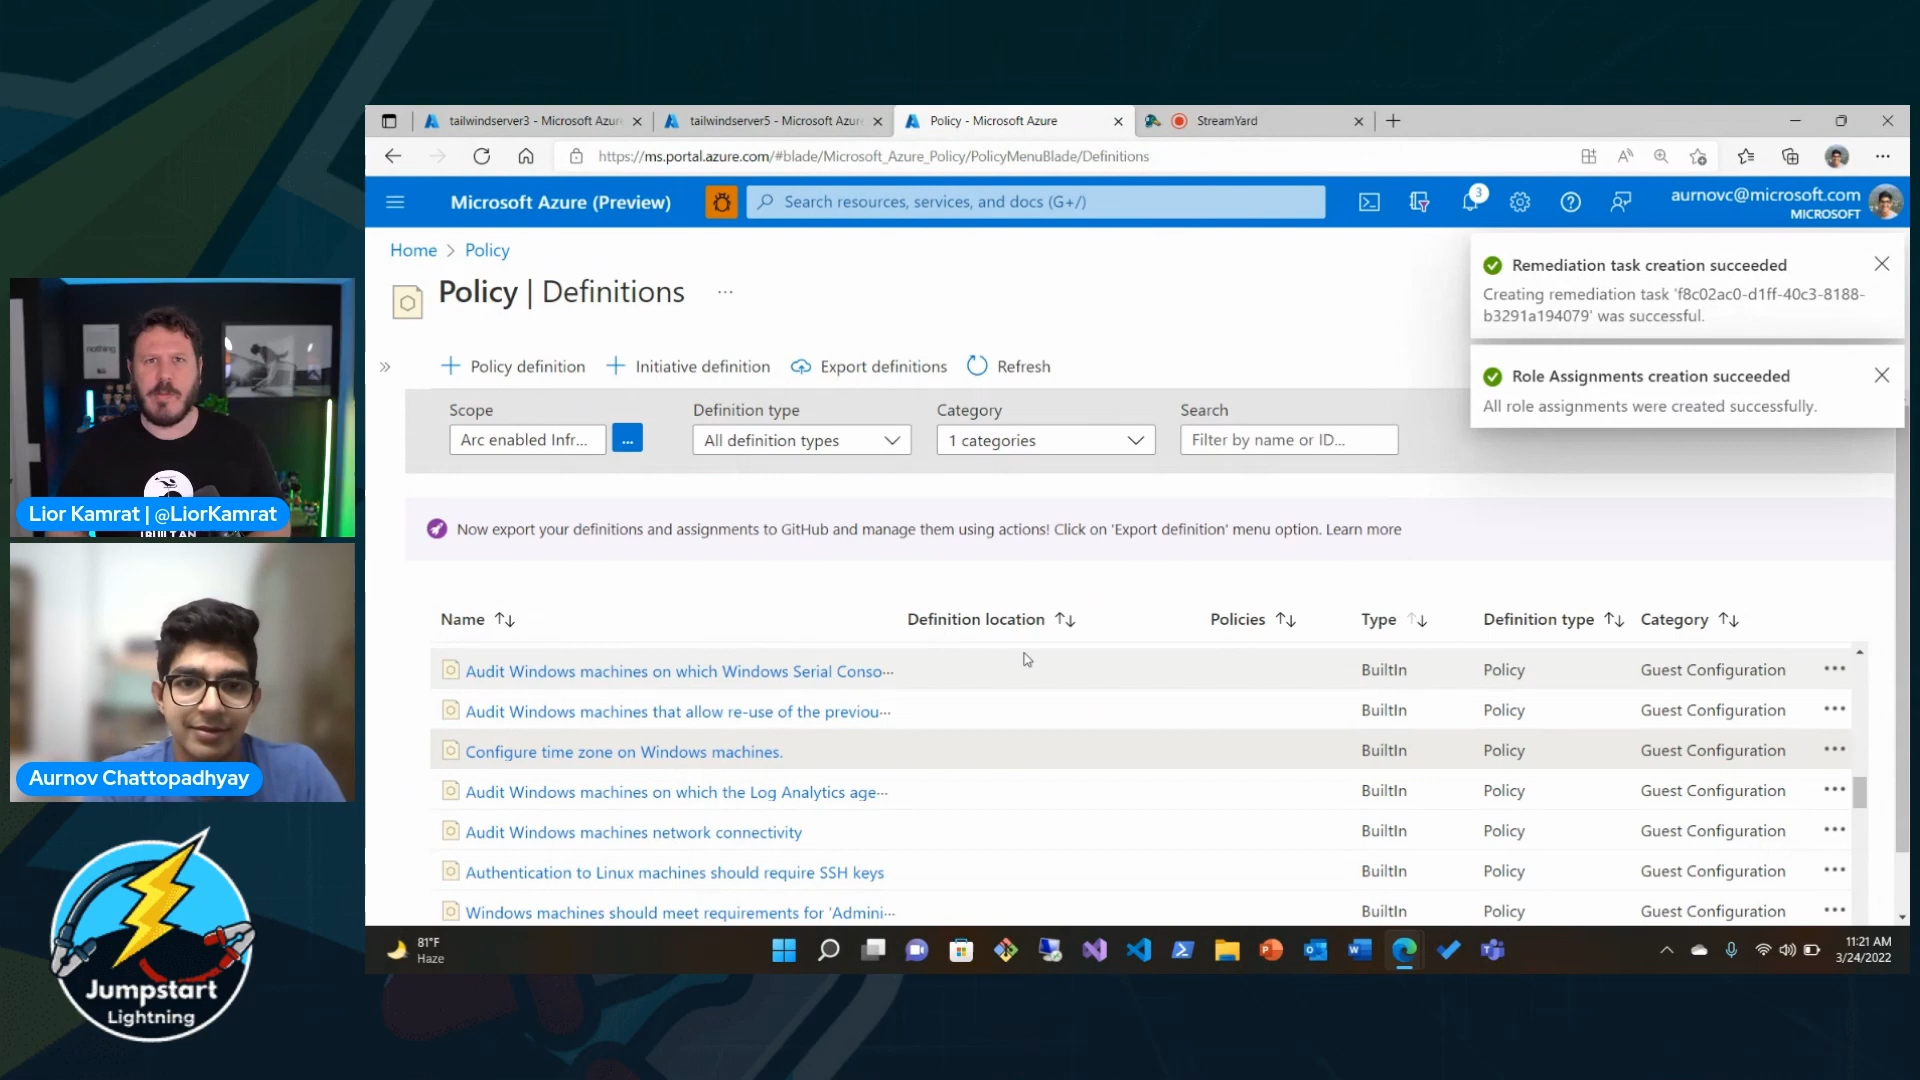 tailwindserver3 - Microsoft Azur
tailwindserver5 - Microsoft Azur
Policy - Microsoft Azure
StreamYard
https://ms.portal.azure.com/#blade/Microsoft_Azure_Policy/PolicyMenuBlade/Definitions
Microsoft Azure (Preview)
Search resources, services, and docs (G+/)
3
aurnovc@microsoft.com
MICROSOFT
Home > Policy
Policy | Definitions ...
Remediation task creation succeeded
Creating remediation task 'f8c02ac0-d1ff-40c3-8188-
b3291a194079' was successful.
Role Assignments creation succeeded
All role assignments were created successfully.
Policy definition
Initiative definition
Export definitions
Refresh
Scope
Definition type
Category
Search
Arc enabled Infr...
...
All definition types
1 categories
Filter by name or ID...
Now export your definitions and assignments to GitHub and manage them using actions! Click on 'Export definition' menu option. Learn more
Name Definition location Policies Type Definition type Category
Audit Windows machines on which Windows Serial Conso... BuiltIn Policy Guest Configuration ...
Audit Windows machines that allow re-use of the previou... BuiltIn Policy Guest Configuration ...
Configure time zone on Windows machines. BuiltIn Policy Guest Configuration ...
Audit Windows machines on which the Log Analytics age... BuiltIn Policy Guest Configuration ...
Audit Windows machines network connectivity BuiltIn Policy Guest Configuration ...
Authentication to Linux machines should require SSH keys BuiltIn Policy Guest Configuration ...
Windows machines should meet requirements for 'Admini... BuiltIn Policy Guest Configuration ...
81°F
Haze
11:21 AM
3/24/2022
nothing
Lior Kamrat | @LiorKamrat
Aurnov Chattopadhyay
Jumpstart
Lightning